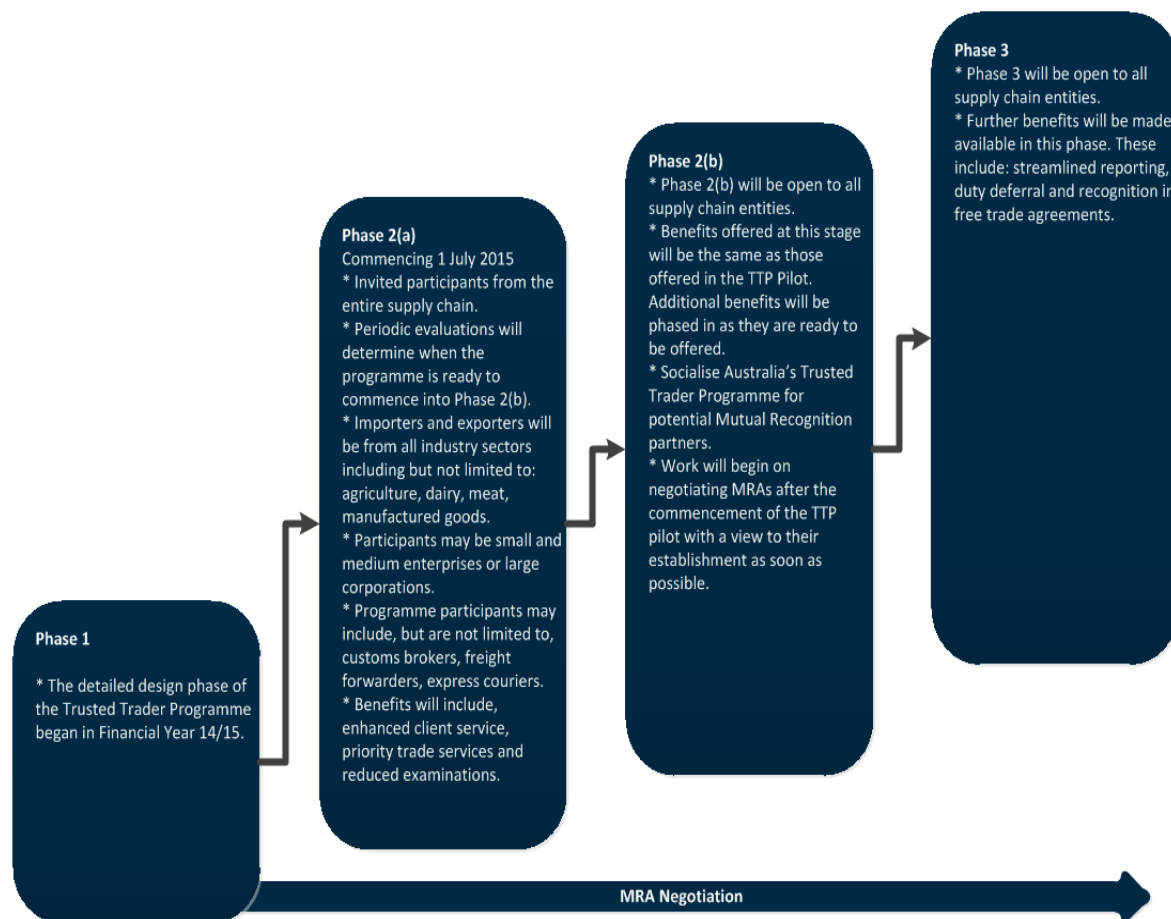 Phase 1
* The detailed design phase of
the Trusted Trader Programme
began in Financial Year 14/15.
Phase 2(a)
Commencing 1 July 2015
* Invited participants from the
entire supply chain.
* Periodic evaluations will
determine when the
programme is ready to
commence into Phase 2(b).
* Importers and exporters will
be from all industry sectors
including but not limited to:
agriculture, dairy, meat,
manufactured goods.
* Participants may be small and
medium enterprises or large
corporations.
* Programme participants may
include, but are not limited to,
customs brokers, freight
forwarders, express couriers.
* Benefits will include,
enhanced client service,
priority trade services and
reduced examinations.
Phase 2(b)
* Phase 2(b) will be open to all
supply chain entities.
* Benefits offered at this stage
will be the same as those
offered in the TTP Pilot.
Additional benefits will be
phased in as they are ready to
be offered.
* Socialise Australia's Trusted
Trader Programme for
potential Mutual Recognition
partners.
* Work will begin on
negotiating MRAs after the
commencement of the TTP
pilot with a view to their
establishment as soon as
possible.
Phase 3
* Phase 3 will be open to all
supply chain entities.
* Further benefits will be made
available in this phase. These
include: streamlined reporting,
duty deferral and recognition in
free trade agreements.
MRA Negotiation